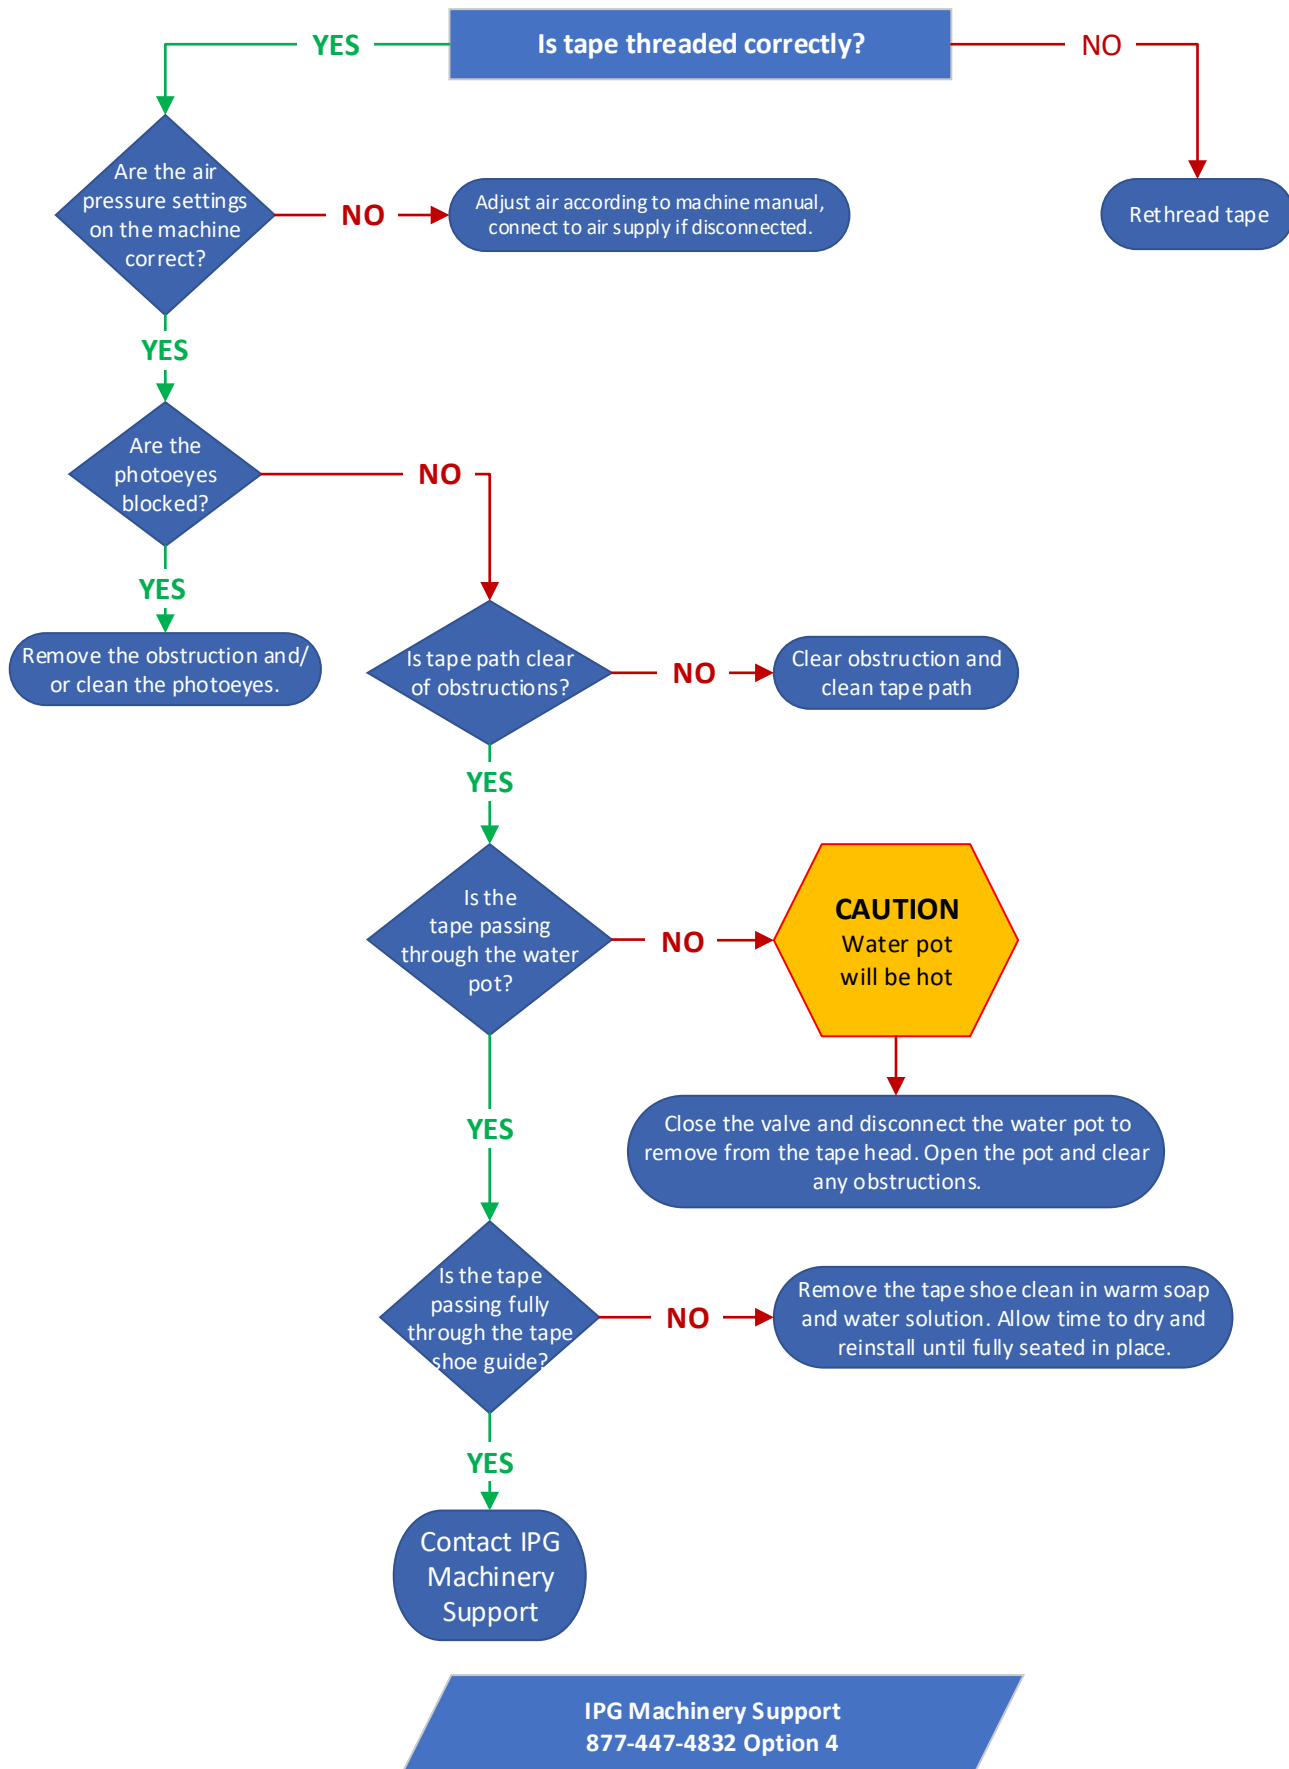 Is tape threaded correctly?
YES
NO
Are the air
pressure settings
on the machine
correct?
NO
Adjust air according to machine manual,
connect to air supply if disconnected.
Rethread tape
YES
Are the
photoeyes
blocked?
NO
YES
Remove the obstruction and/
or clean the photoeyes.
Is tape path clear
of obstructions?
NO
Clear obstruction and
clean tape path
YES
Is the
tape passing
through the water
pot?
NO
CAUTION
Water pot
will be hot
Close the valve and disconnect the water pot to
remove from the tape head. Open the pot and clear
any obstructions.
YES
Is the tape
passing fully
through the tape
shoe guide?
NO
Remove the tape shoe clean in warm soap
and water solution. Allow time to dry and
reinstall until fully seated in place.
YES
Contact IPG
Machinery
Support
IPG Machinery Support
877-447-4832 Option 4